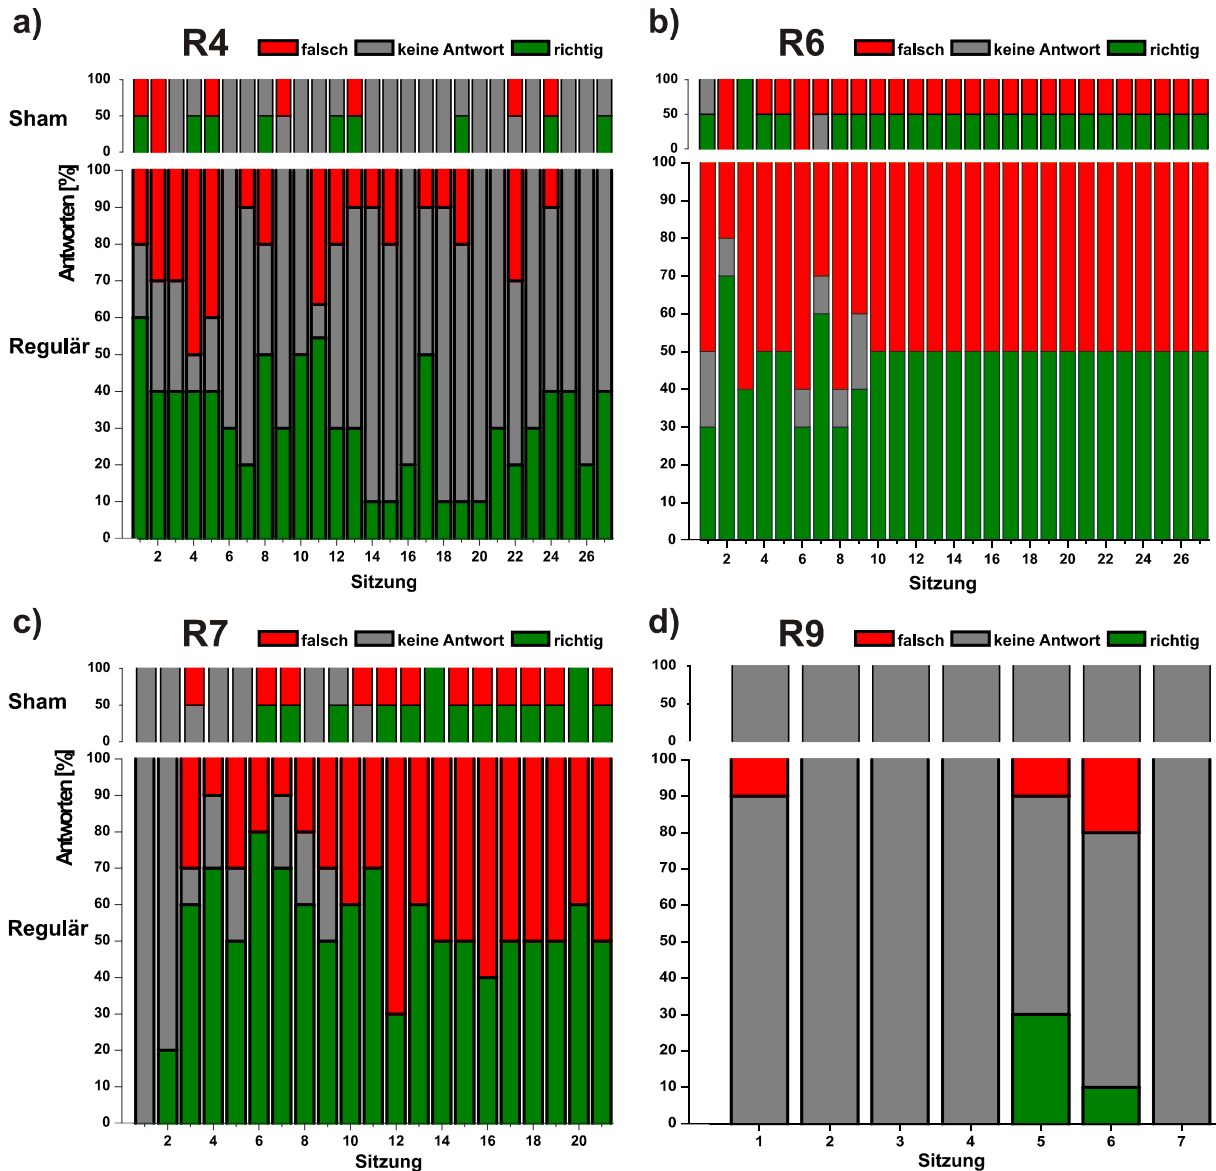 a)
R4
falsch
keine Antwort
richtig
Sham
100
50
0
Antworten [%]
Regulär
100
90
80
70
60
50
40
30
20
10
0
2 4 6 8 10 12 14 16 18 20 22 24 26
Sitzung
b)
R6
falsch
keine Antwort
richtig
100
50
0
100
90
80
70
60
50
40
30
20
10
0
2 4 6 8 10 12 14 16 18 20 22 24 26
Sitzung
c)
R7
falsch
keine Antwort
richtig
Sham
100
50
0
Antworten [%]
Regulär
100
90
80
70
60
50
40
30
20
10
0
2 4 6 8 10 12 14 16 18 20
Sitzung
d)
R9
falsch
keine Antwort
richtig
100
50
0
100
90
80
70
60
50
40
30
20
10
0
1 2 3 4 5 6 7
Sitzung